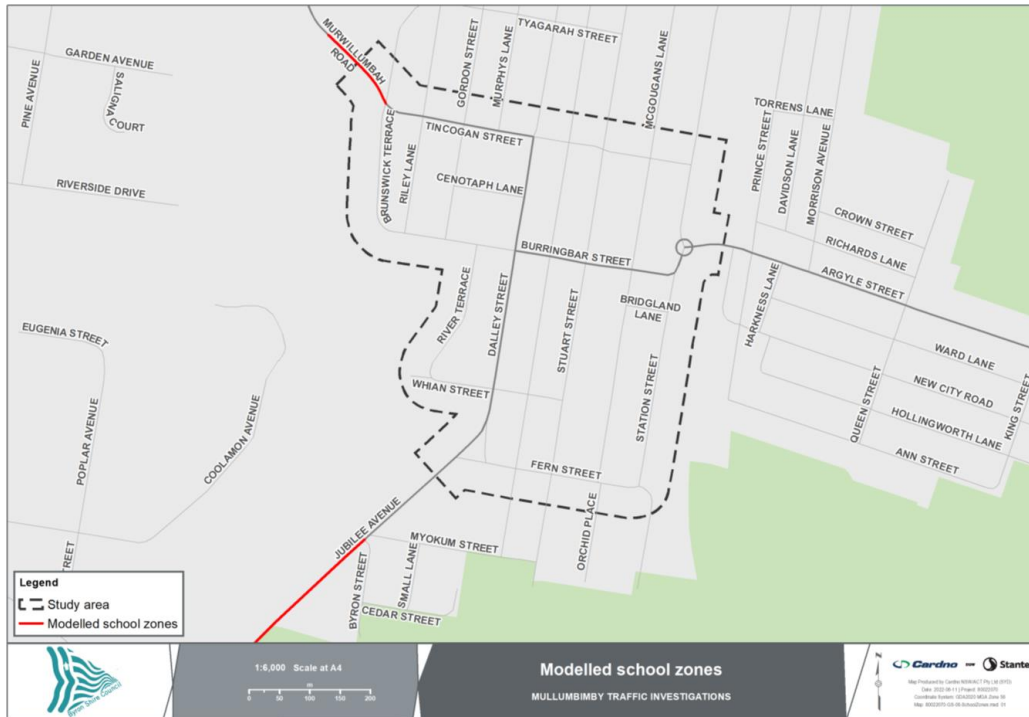 TYAGARAH STREET
MURWILLUMBAH
ROAD
GORDON STREET
MURPHYS LANE
MCGOUGANS LANE
GARDEN AVENUE
PINE AVENUE
SALIGNA
COURT
TORRENS LANE
PRINCE STREET
DAVIDSON LANE
MORRISON AVENUE
TINCOGAN STREET
BRUNSWICK TERRACE
RILEY LANE
CENOTAPH LANE
RIVERSIDE DRIVE
CROWN STREET
RICHARDS LANE
ARGYLE STREET
BURRINGBAR STREET
RIVER TERRACE
DALLEY STREET
STUART STREET
BRIDGLAND
LANE
HARKNESS LANE
EUGENIA STREET
WARD LANE
NEW CITY ROAD
HOLLINGWORTH LANE
KING STREET
QUEEN STREET
ANN STREET
WHIAN STREET
STATION STREET
POPLAR AVENUE
COOLAMON AVENUE
FERN STREET
ORCHID PLACE
JUBILEE AVENUE
MYOKUM STREET
BYRON STREET
SMALL LANE
CEDAR STREET
STREET
Legend
Study area
Modelled school zones
Byron Shire Council
1:6,000 Scale at A4
m
0 50 100 150 200
Modelled school zones
MULLUMBIMBY TRAFFIC INVESTIGATIONS
Cardno
Stantec